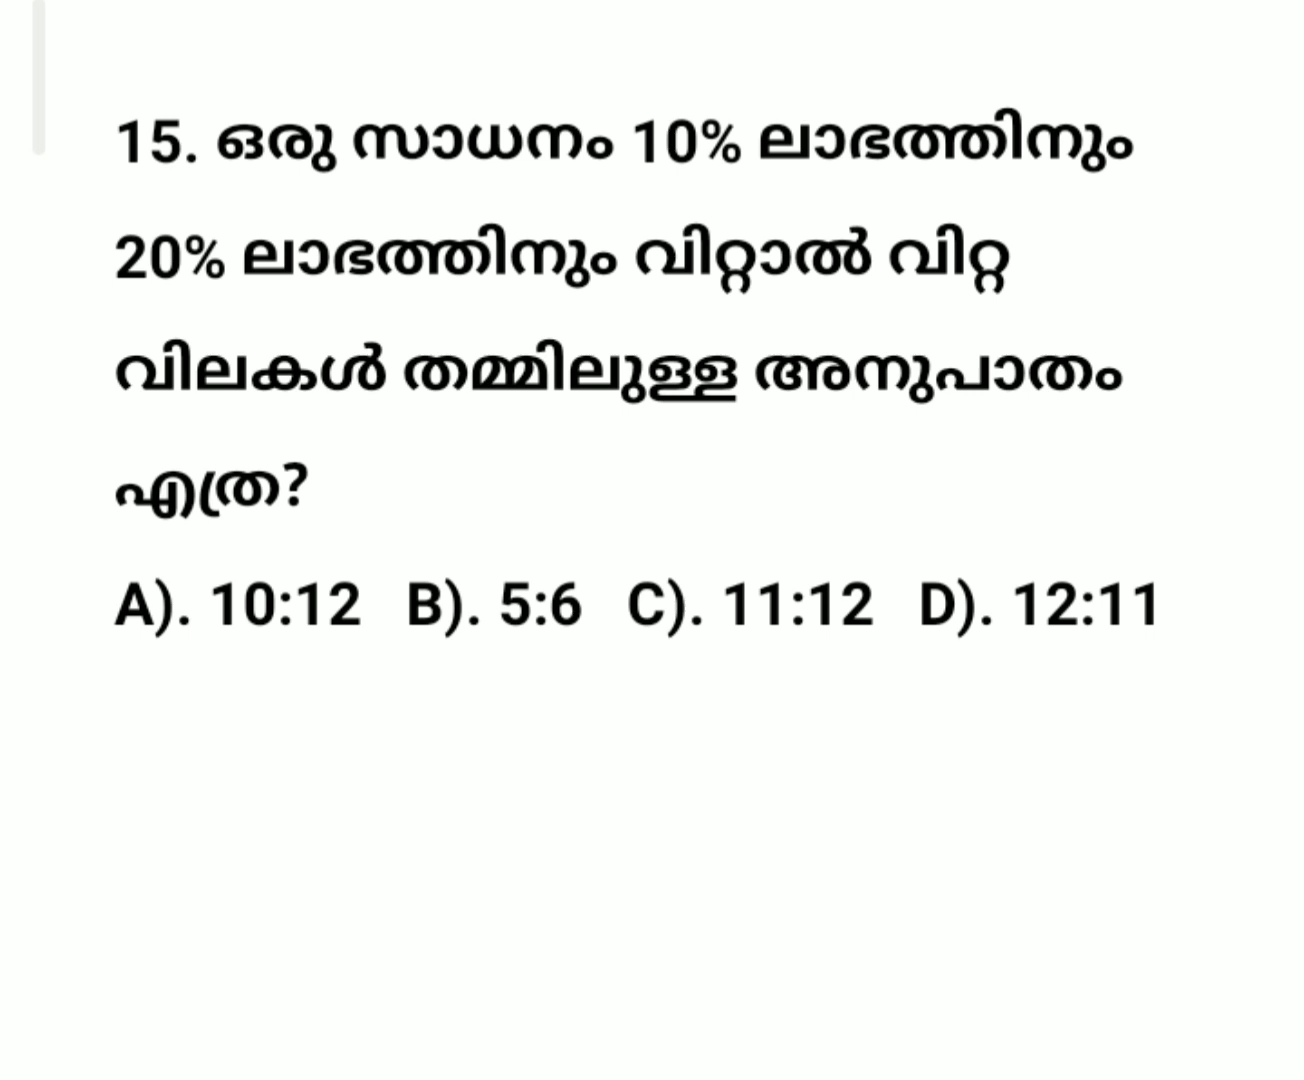 15. ഒരു സാധനം 10% ലാഭത്തിനും
20% ലാഭത്തിനും വിറ്റാൽ വിറ്റ
വിലകൾ തമ്മിലുള്ള അനുപാതം
എത്ര?
A). 10:12 B). 5:6 C). 11:12 D). 12:11